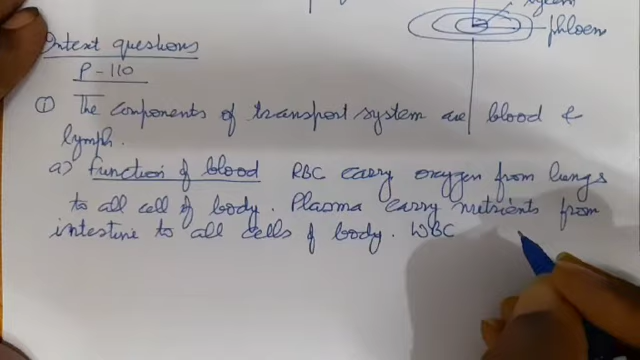 xylem
phloem
Intext questions
P-110
① The components of transport system are blood &
lymph.
a) Function of blood RBC carry oxygen from lungs
to all cell of body. Plasma carry nutrients from
intestine to all cells of body. WBC